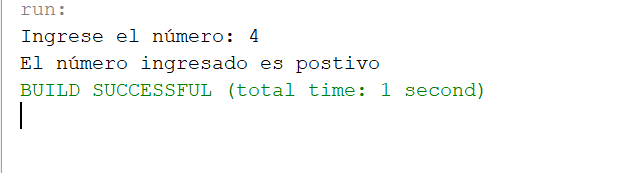 run:
Ingrese el número: 4
El número ingresado es postivo
BUILD SUCCESSFUL (total time: 1 second)